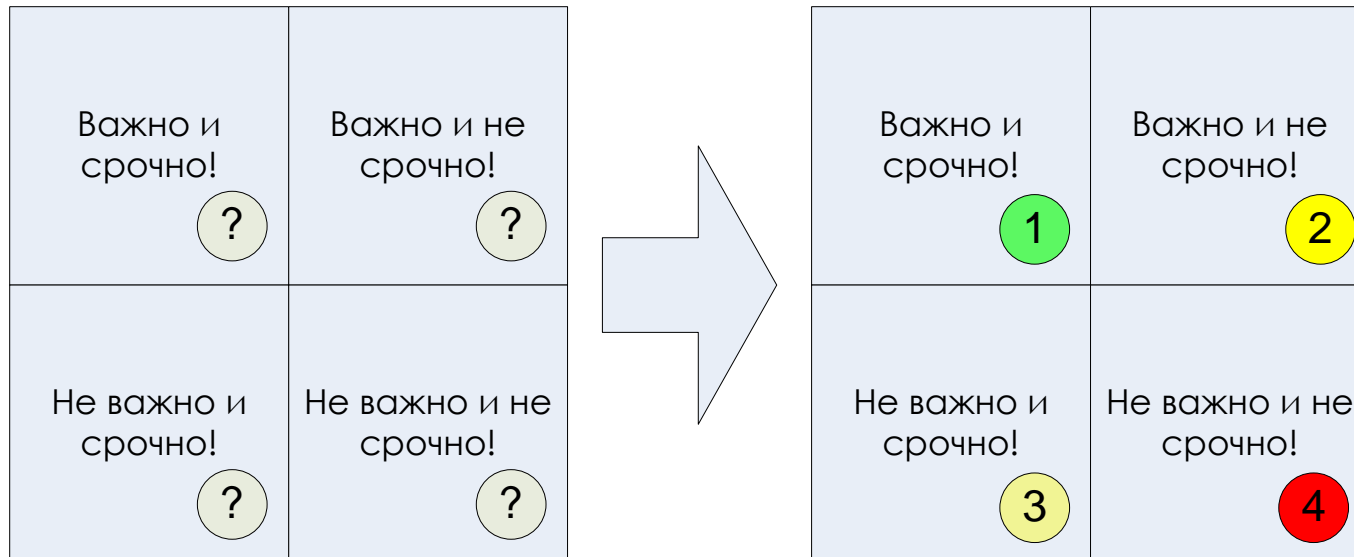 Важно и
срочно!
?
Важно и не
срочно!
?
Не важно и
срочно!
?
Не важно и не
срочно!
?
Важно и
срочно!
1
Важно и не
срочно!
2
Не важно и
срочно!
3
Не важно и не
срочно!
4